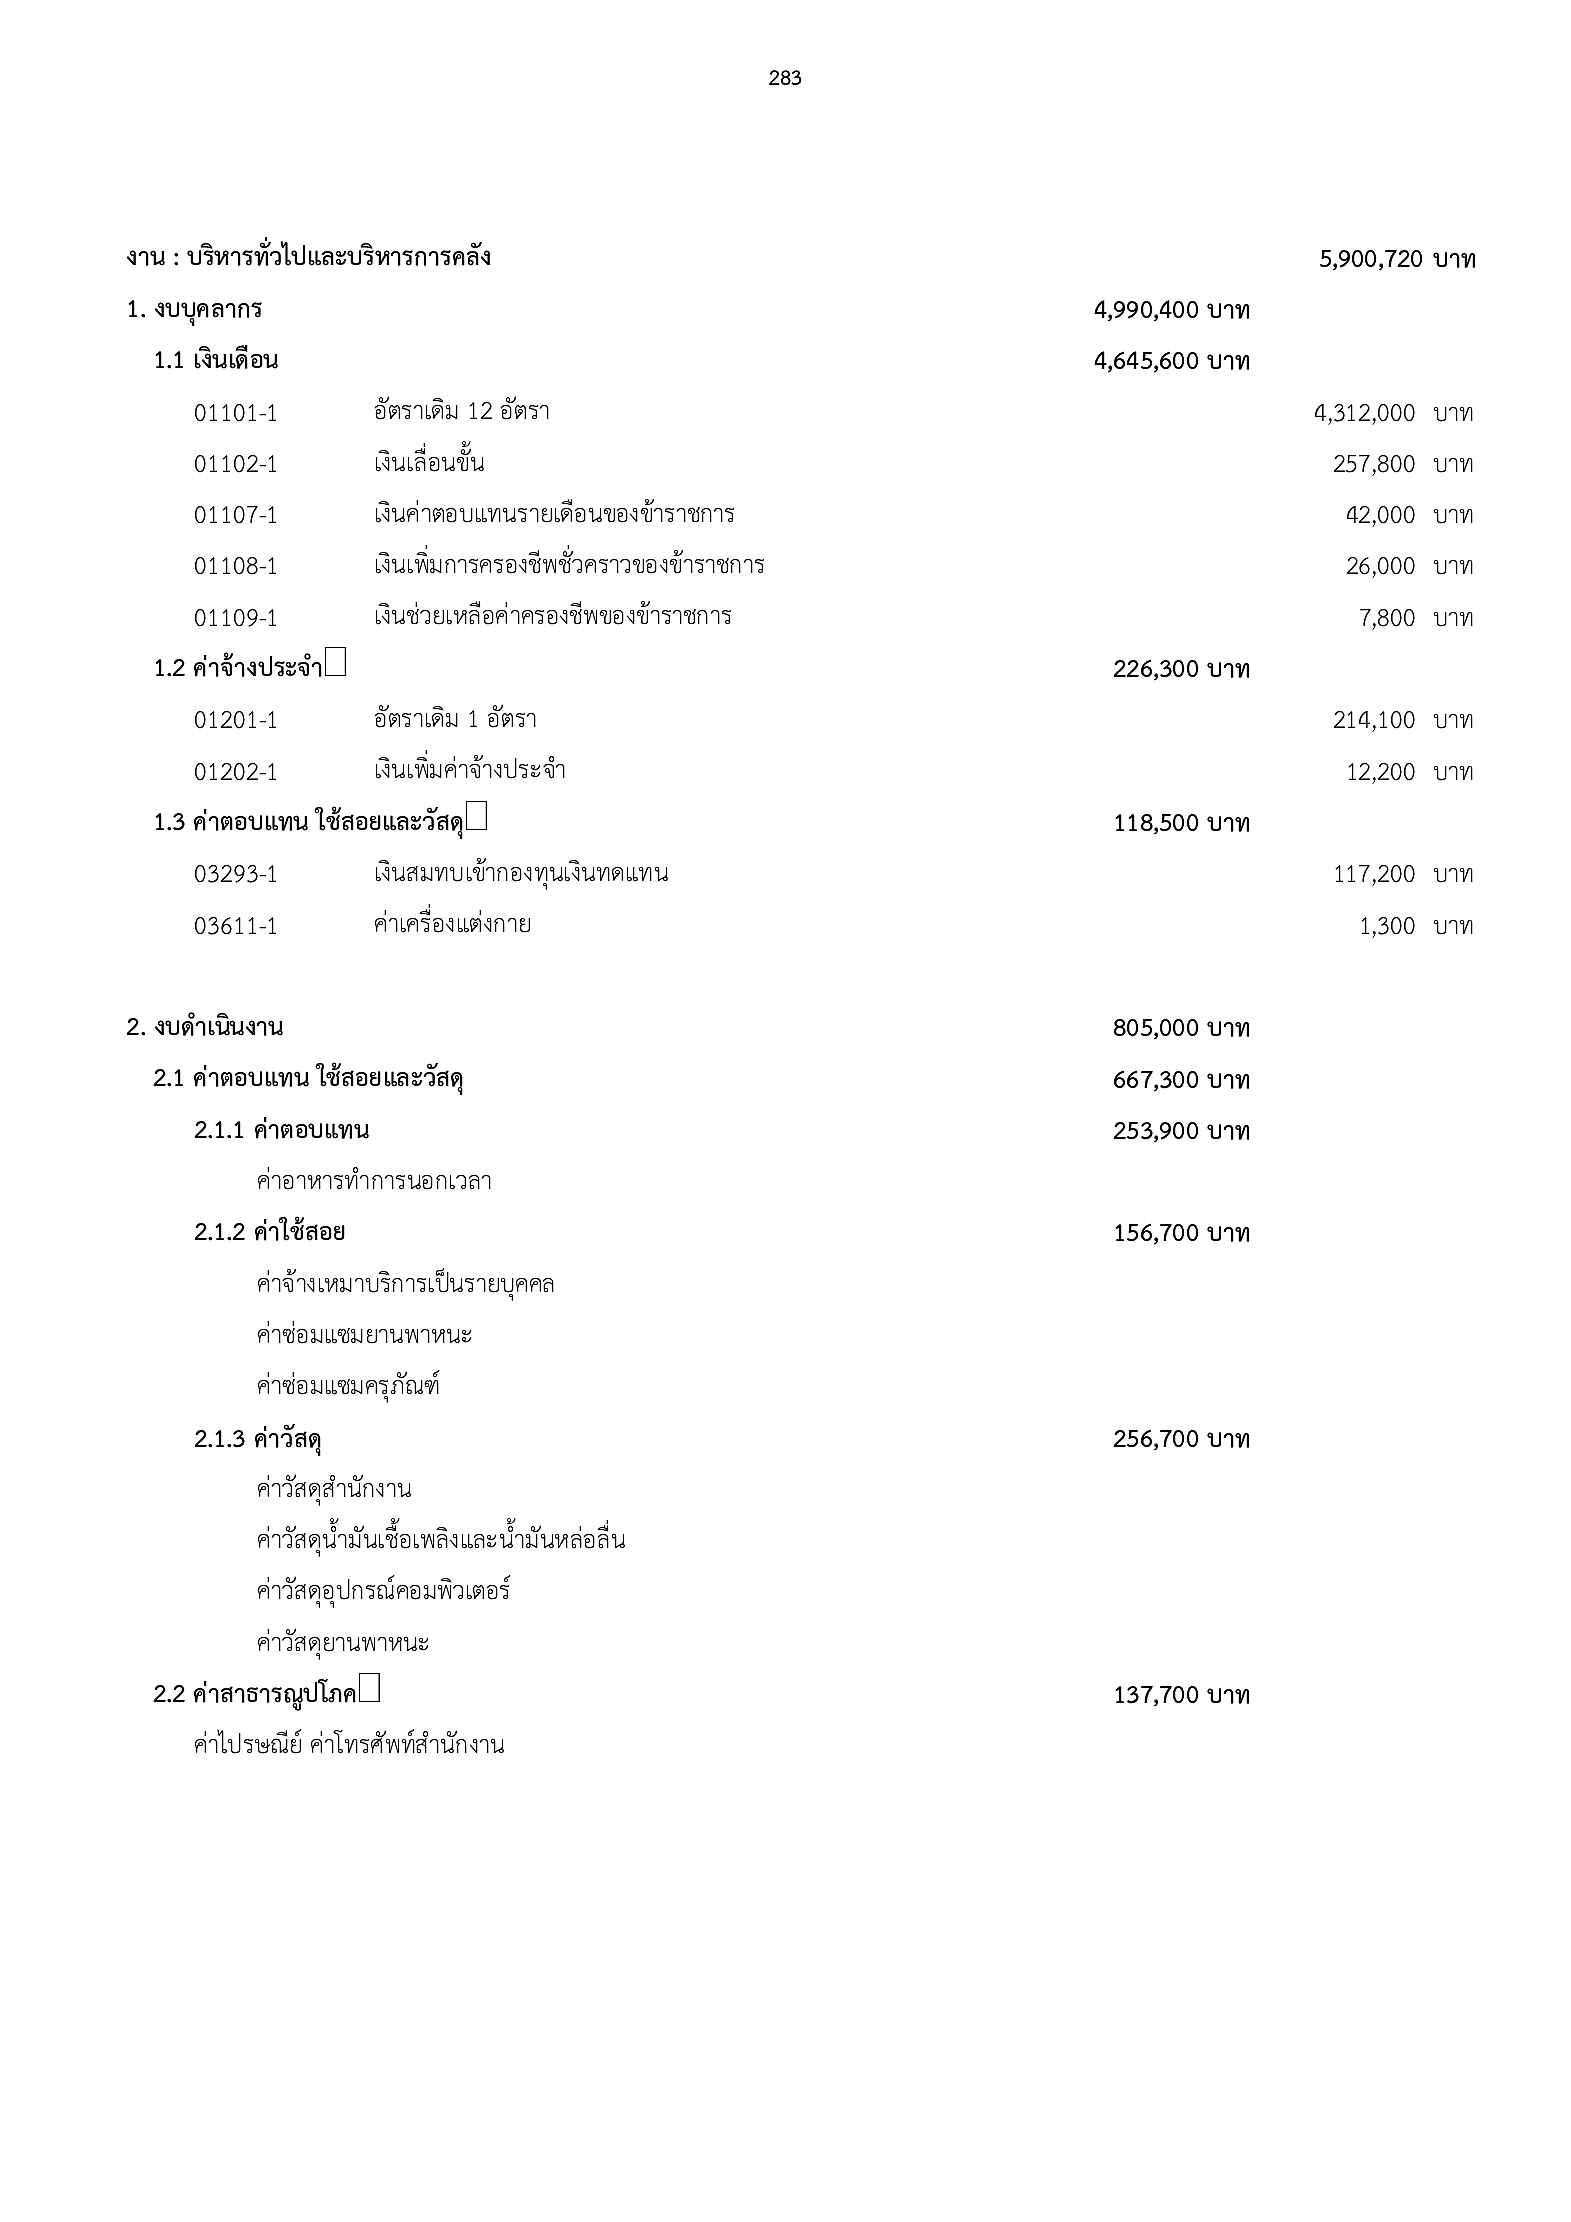 283
งาน : บริหารทั่วไปและบริหารการคลัง 5,900,720 บาท
1. งบบุคลากร 4,990,400 บาท
1.1 เงินเดือน 4,645,600 บาท
01101-1 อัตราเดิม 12 อัตรา 4,312,000 บาท
01102-1 เงินเลื่อนขั้น 257,800 บาท
01107-1 เงินค่าตอบแทนรายเดือนของข้าราชการ 42,000 บาท
01108-1 เงินเพิ่มการครองชีพชั่วคราวของข้าราชการ 26,000 บาท
01109-1 เงินช่วยเหลือค่าครองชีพของข้าราชการ 7,800 บาท
1.2 ค่าจ้างประจำ 226,300 บาท
01201-1 อัตราเดิม 1 อัตรา 214,100 บาท
01202-1 เงินเพิ่มค่าจ้างประจำ 12,200 บาท
1.3 ค่าตอบแทน ใช้สอยและวัสดุ 118,500 บาท
03293-1 เงินสมทบเข้ากองทุนเงินทดแทน 117,200 บาท
03611-1 ค่าเครื่องแต่งกาย 1,300 บาท
2. งบดำเนินงาน 805,000 บาท
2.1 ค่าตอบแทน ใช้สอยและวัสดุ 667,300 บาท
2.1.1 ค่าตอบแทน 253,900 บาท
ค่าอาหารทำการนอกเวลา
2.1.2 ค่าใช้สอย 156,700 บาท
ค่าจ้างเหมาบริการเป็นรายบุคคล
ค่าซ่อมแซมยานพาหนะ
ค่าซ่อมแซมครุภัณฑ์
2.1.3 ค่าวัสดุ 256,700 บาท
ค่าวัสดุสำนักงาน
ค่าวัสดุน้ำมันเชื้อเพลิงและน้ำมันหล่อลื่น
ค่าวัสดุอุปกรณ์คอมพิวเตอร์
ค่าวัสดุยานพาหนะ
2.2 ค่าสาธารณูปโภค 137,700 บาท
ค่าไปรษณีย์ ค่าโทรศัพท์สำนักงาน